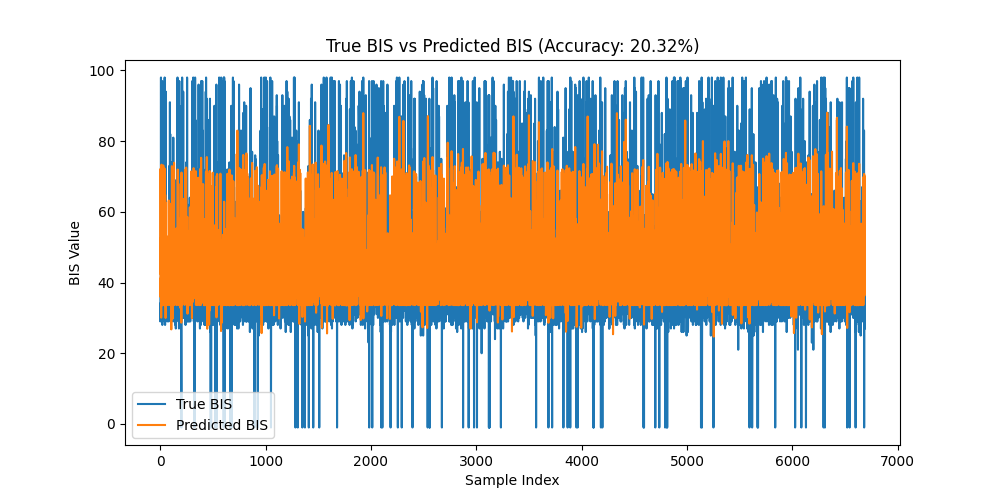 True BIS vs Predicted BIS (Accuracy: 20.32%)
100
80
60
40
20
0
BIS Value
True BIS
Predicted BIS
0 1000 2000 3000 4000 5000 6000 7000
Sample Index